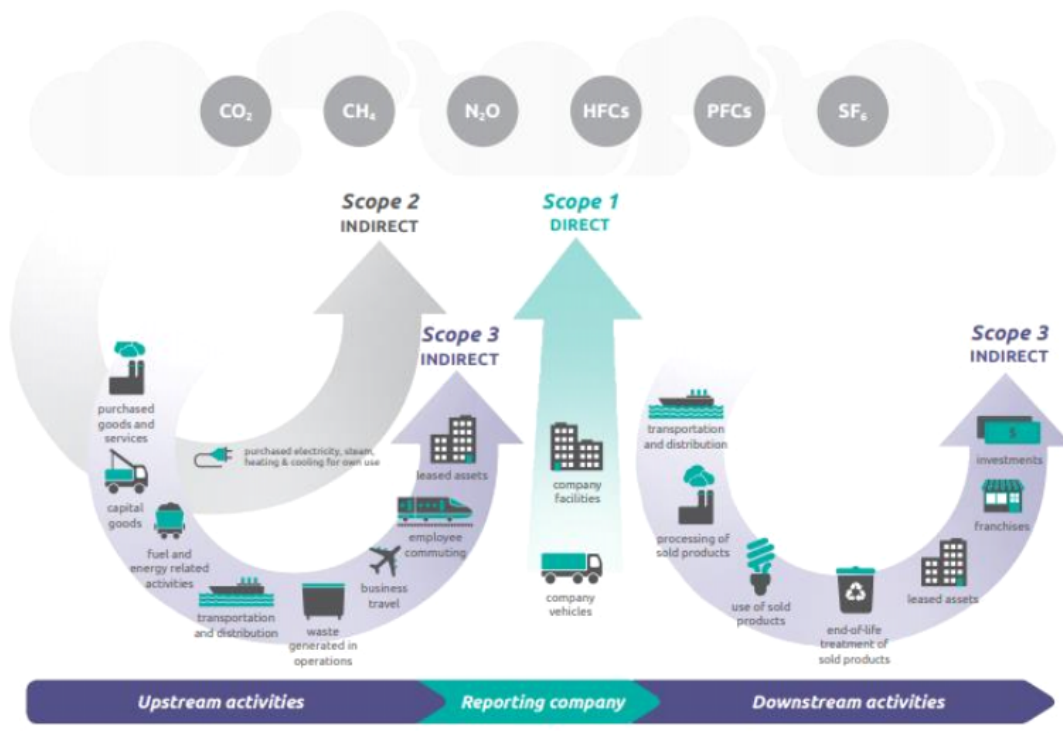 CO₂
CH₄
N₂O
HFCs
PFCs
SF₆
Scope 2
INDIRECT
Scope 1
DIRECT
Scope 3
INDIRECT
Scope 3
INDIRECT
purchased
goods and
services
capital
goods
fuel and
energy related
activities
transportation
and distribution
waste
generated in
operations
business
travel
employee
commuting
leased assets
purchased electricity, steam,
heating & cooling for own use
company
facilities
company
vehicles
transportation
and distribution
processing of
sold products
use of sold
products
end-of-life
treatment of
sold products
leased assets
franchises
$
investments
Upstream activities
Reporting company
Downstream activities